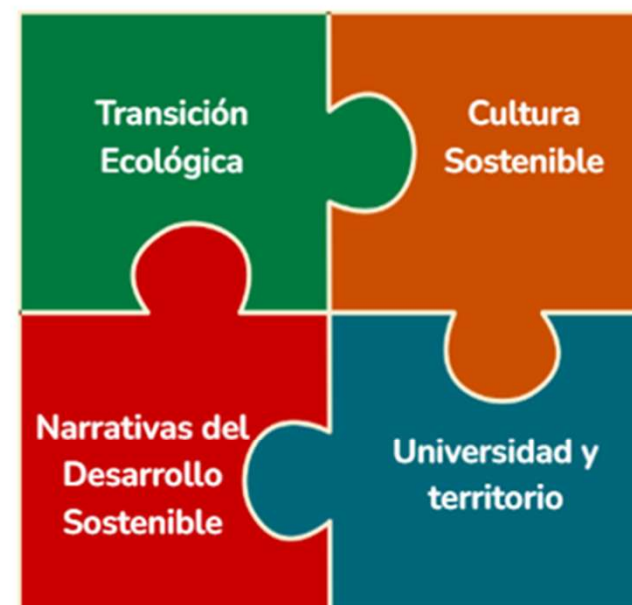 Transición
Ecológica
Cultura
Sostenible
Narrativas del
Desarrollo
Sostenible
Universidad y
territorio